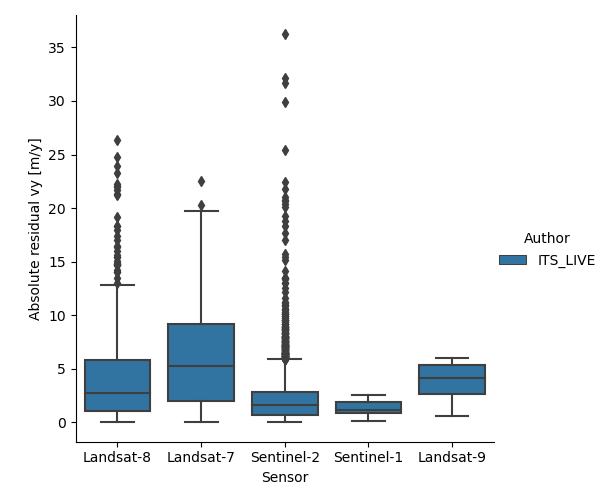 Absolute residual vy [m/y]
35
30
25
20
15
10
5
0
Landsat-8 Landsat-7 Sentinel-2 Sentinel-1 Landsat-9
Sensor
Author
ITS_LIVE